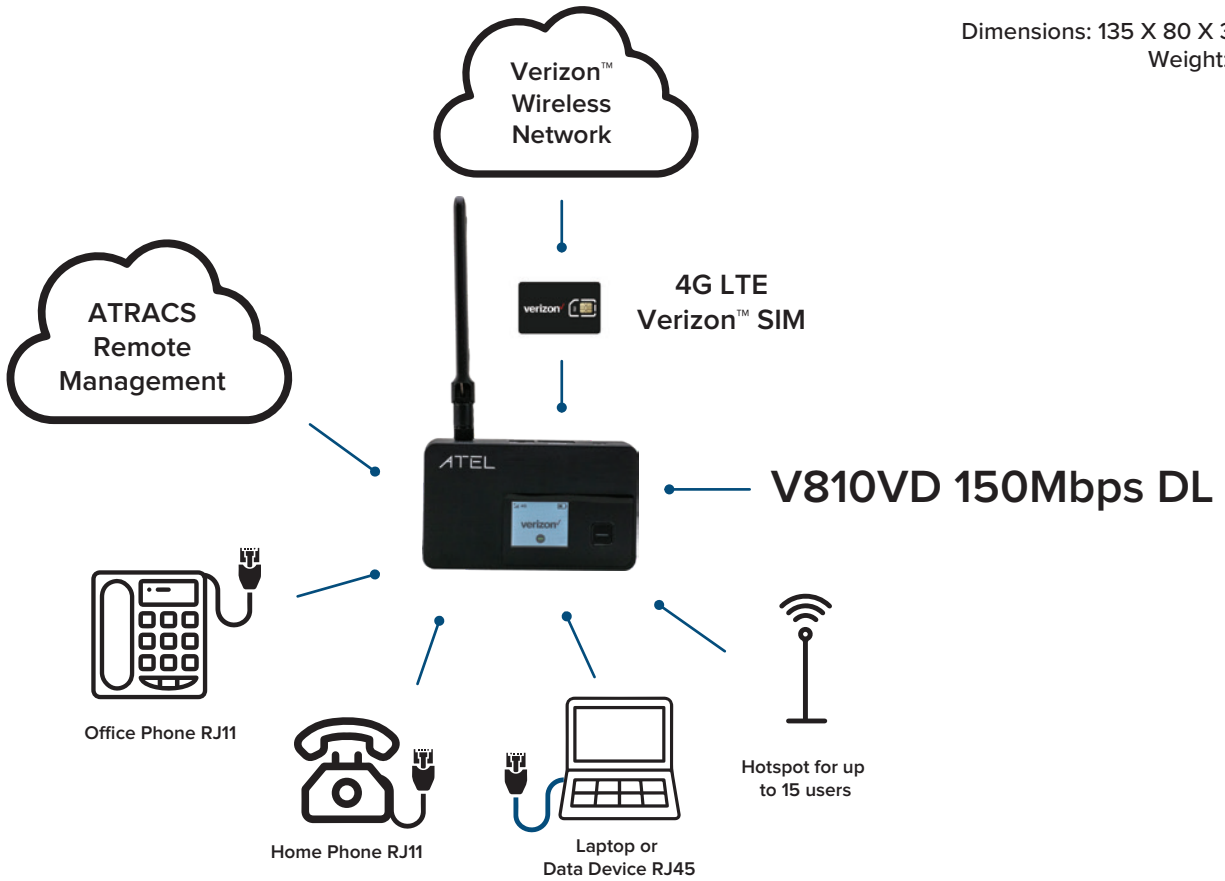 Dimensions: 135 X 80 X
Weight:
Verizon™
Wireless
Network
4G LTE
Verizon™ SIM
verizon
ATRACS
Remote
Management
ATEL
verizon
V810VD 150Mbps DL
Office Phone RJ11
Home Phone RJ11
Laptop or
Data Device RJ45
Hotspot for up
to 15 users